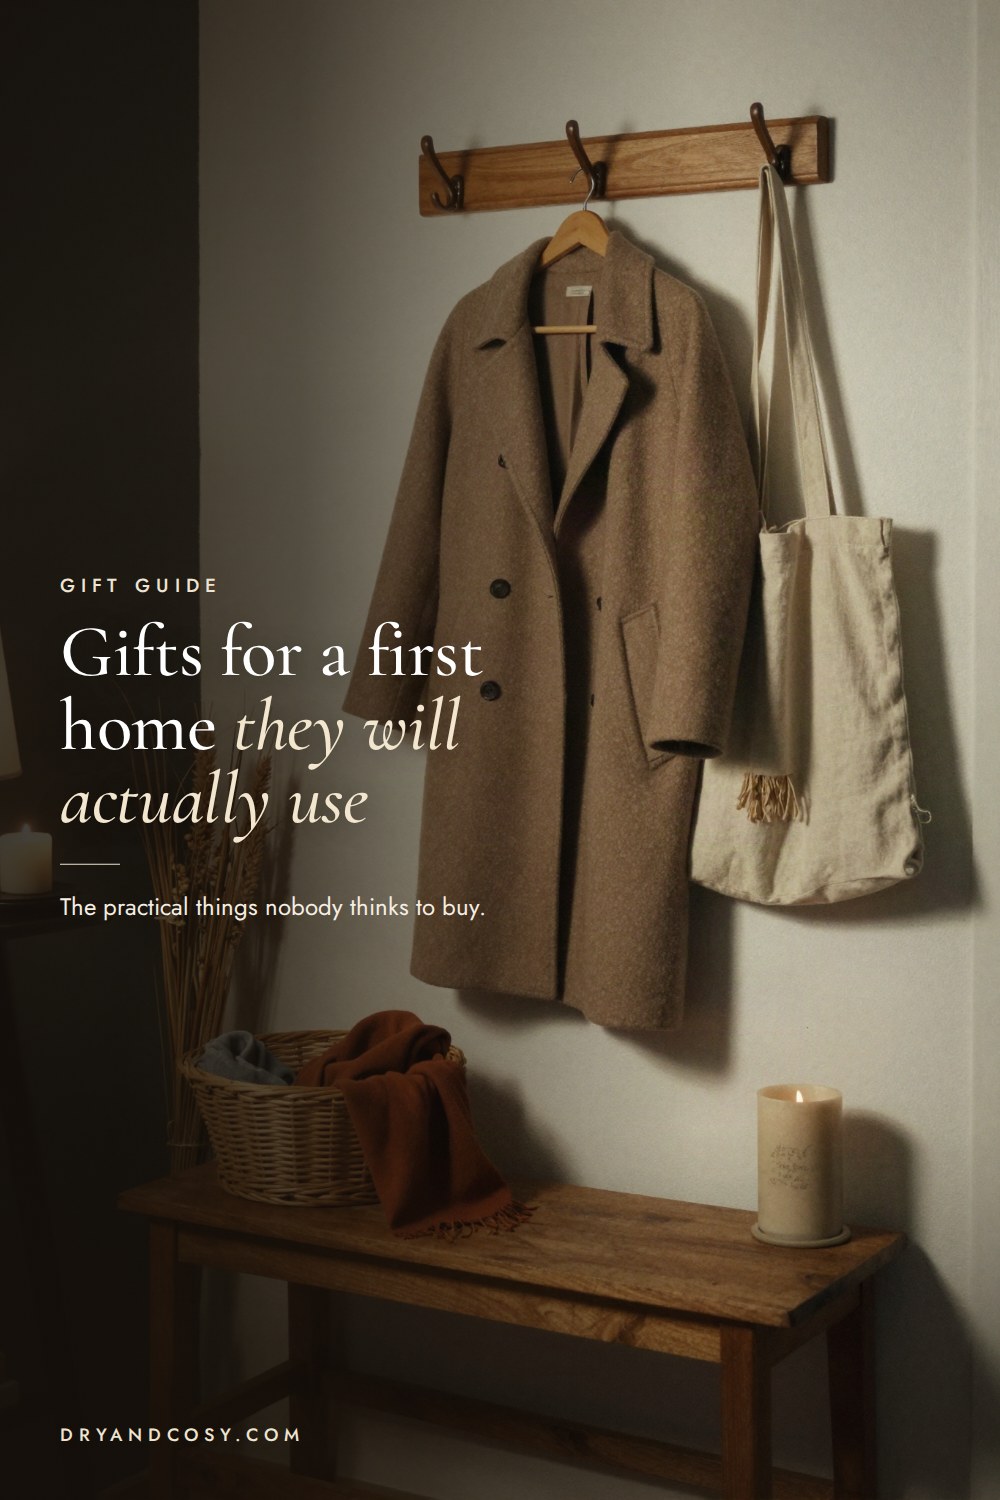 GIFT GUIDE
Gifts for a first
home they will
actually use
The practical things nobody thinks to buy.
DRYANDCOSY.COM